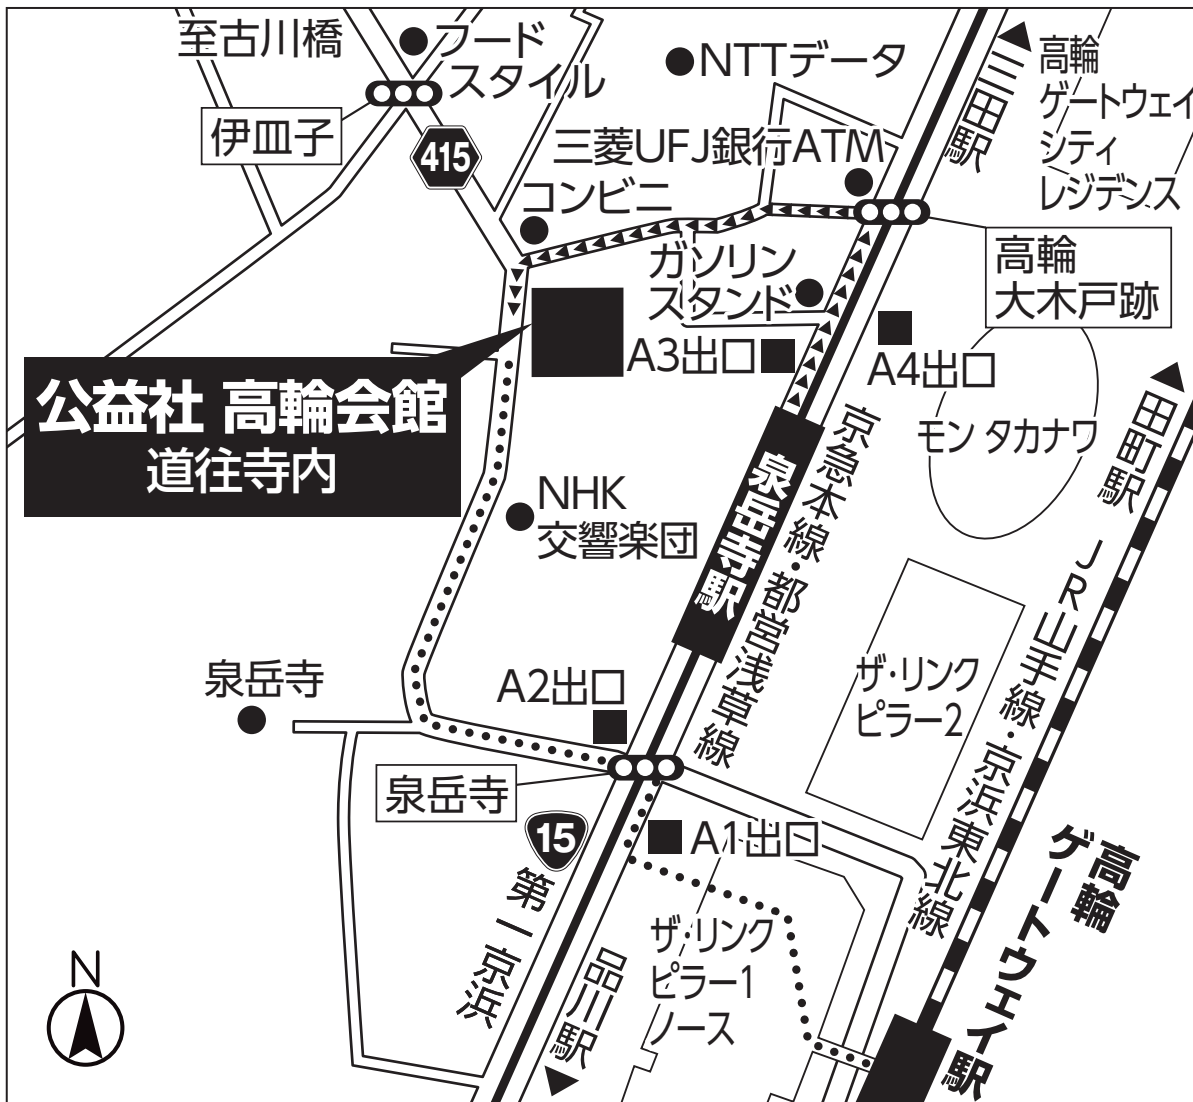 至古川橋
フード
スタイル
NTTデータ
三田駅
高輪
ゲートウェイ
シティ
レジデンス
伊皿子
415
三菱UFJ銀行ATM
コンビニ
高輪
大木戸跡
ガソリン
スタンド
A3出口
A4出口
公益社 高輪会館
道往寺内
モン タカナワ
田町駅
NHK
交響楽団
泉岳寺駅
京急本線・都営浅草線
JR山手線・京浜東北線
泉岳寺
A2出口
ザ・リンク
ピラー2
泉岳寺
15
A1出口
第一京浜
ザ・リンク
ピラー1
ノース
品川駅
高輪
ゲートウェイ駅
N